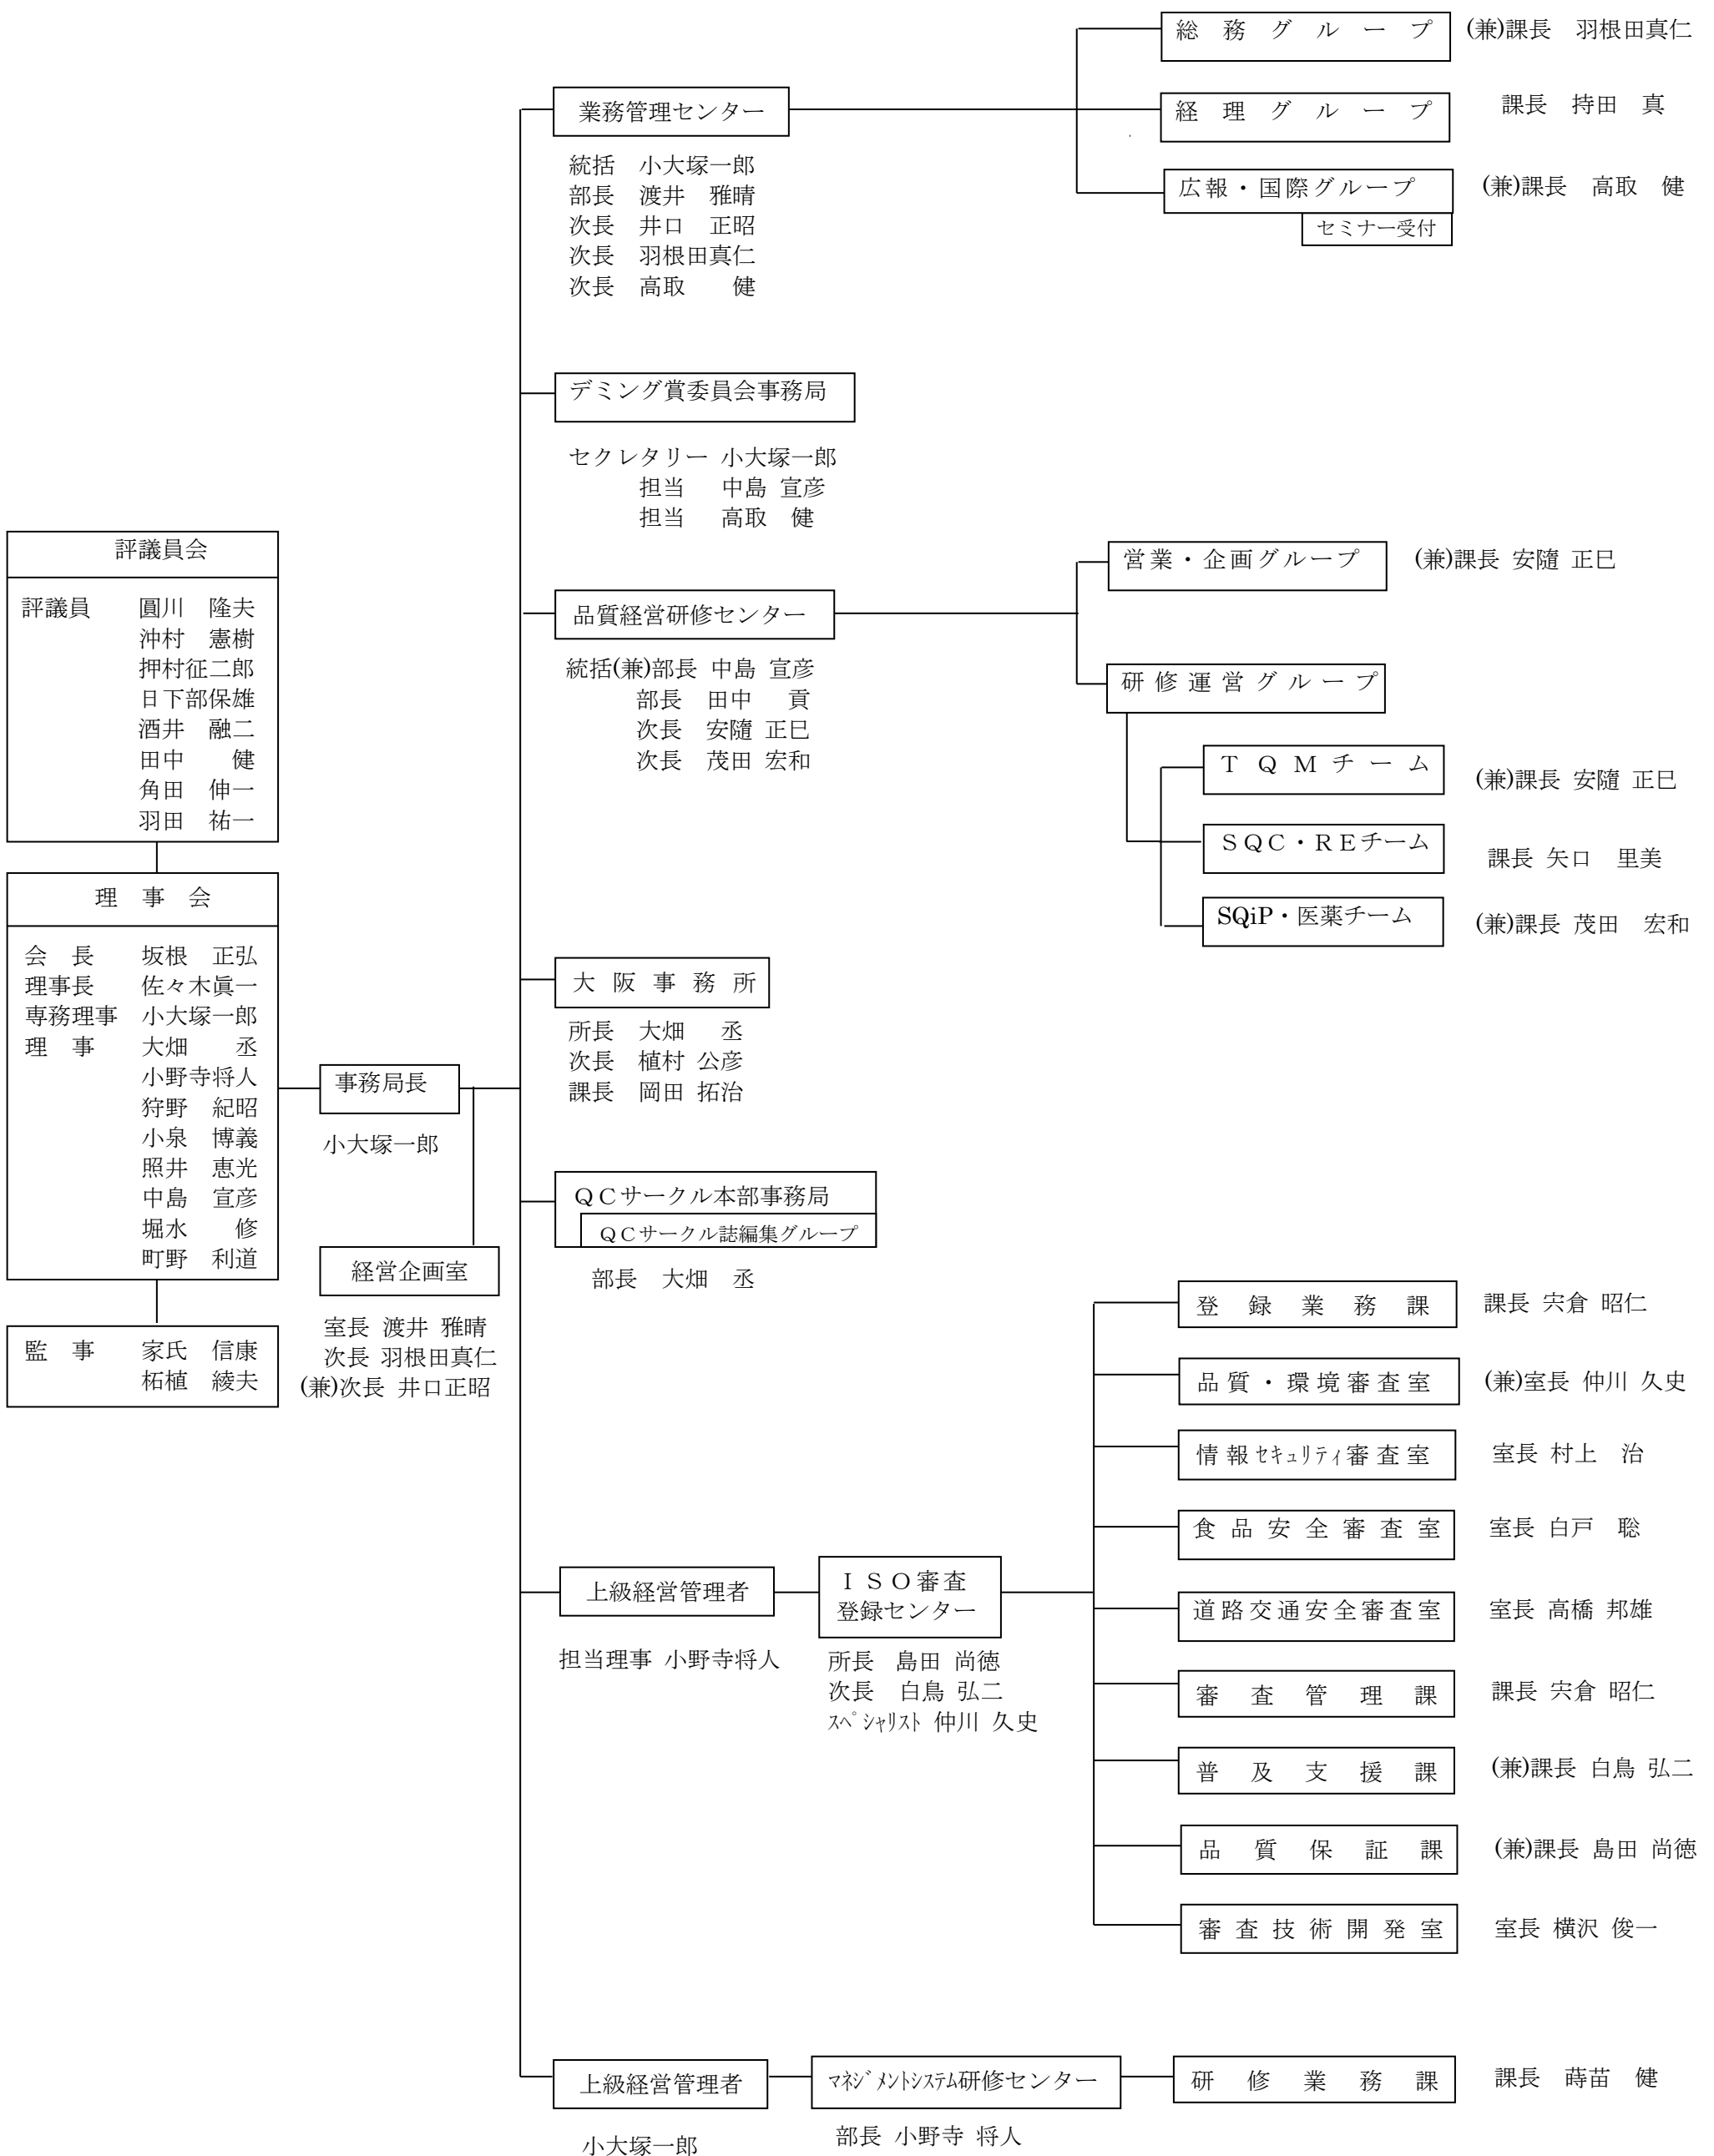 評議員会
評議員　圓川　隆夫
沖村　憲樹
押村征二郎
日下部保雄
酒井　融二
田中　　健
角田　伸一
羽田　祐一
理　事　会
会　長　坂根　正弘
理事長　佐々木眞一
専務理事　小大塚一郎
理　事　大畑　　丞
小野寺将人
狩野　紀昭
小泉　博義
照井　恵光
中島　宣彦
堀水　　修
町野　利道
監　事　家氏　信康
柘植　綾夫
事務局長
小大塚一郎
経営企画室
室長 渡井 雅晴
次長 羽根田真仁
(兼)次長 井口正昭
業務管理センター
統括　小大塚一郎
部長　渡井　雅晴
次長　井口　正昭
次長　羽根田真仁
次長　高取　　健
総務グループ　(兼)課長　羽根田真仁
経理グループ　課長　持田　真
広報・国際グループ　(兼)課長　高取　健
セミナー受付
デミング賞委員会事務局
セクレタリー 小大塚一郎
担当　中島 宣彦
担当　高取　健
品質経営研修センター
統括(兼)部長 中島 宣彦
部長　田中　貢
次長　安隨 正巳
次長　茂田 宏和
営業・企画グループ　(兼)課長 安隨 正巳
研修運営グループ
ＴＱＭチーム　(兼)課長 安隨 正巳
ＳＱＣ・ＲＥチーム　課長 矢口　里美
SQiP・医薬チーム　(兼)課長 茂田　宏和
大阪事務所
所長　大畑　丞
次長　植村 公彦
課長　岡田 拓治
ＱＣサークル本部事務局
ＱＣサークル誌編集グループ
部長　大畑　丞
上級経営管理者
担当理事 小野寺将人
ＩＳＯ審査
登録センター
所長　島田 尚徳
次長　白鳥 弘二
ｽﾍﾟｼｬﾘｽﾄ 仲川 久史
登録業務課　課長 宍倉 昭仁
品質・環境審査室　(兼)室長 仲川 久史
情報ｾｷｭﾘﾃｨ審査室　室長 村上　治
食品安全審査室　室長 白戸　聡
道路交通安全審査室　室長 高橋 邦雄
審査管理課　課長 宍倉 昭仁
普及支援課　(兼)課長 白鳥 弘二
品質保証課　(兼)課長 島田 尚徳
審査技術開発室　室長 横沢 俊一
上級経営管理者
小大塚一郎
ﾏﾈｼﾞﾒﾝﾄｼｽﾃﾑ研修センター
部長 小野寺 将人
研修業務課　課長　蒔苗　健